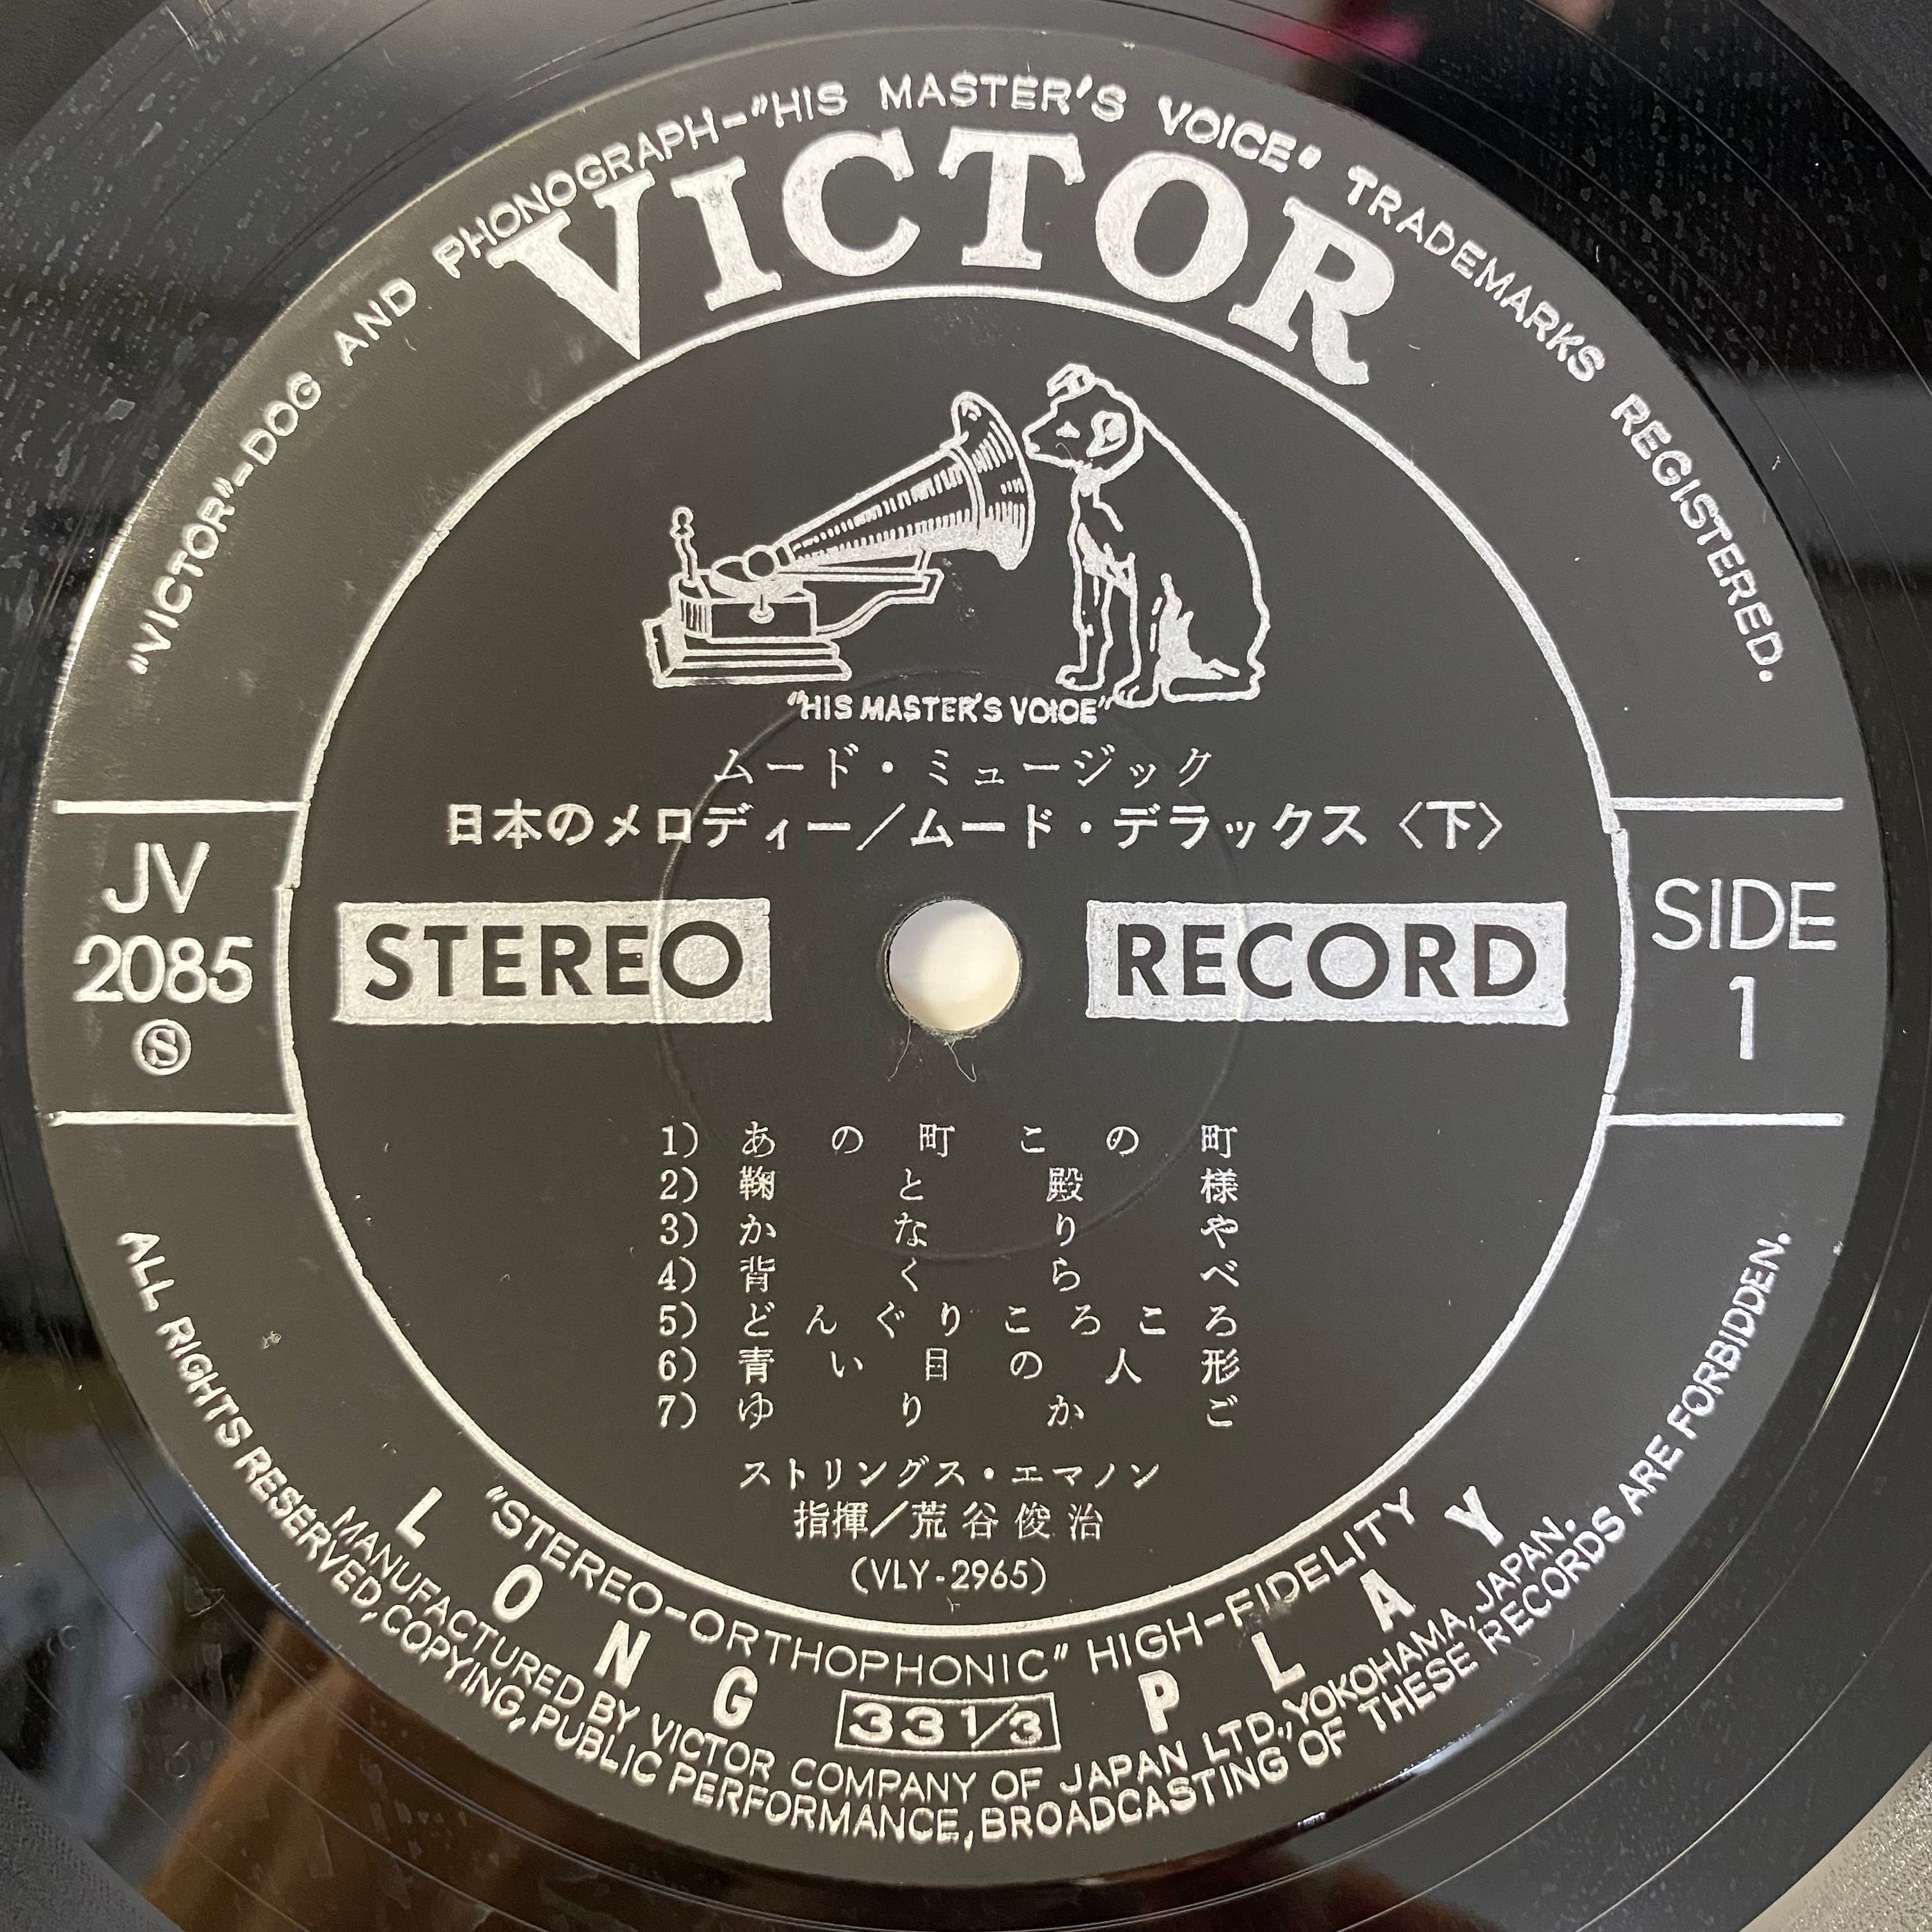 "VICTOR"-DOG AND PHONOGRAPH-"HIS MASTER'S VOICE" TRADEMARKS REGISTERED.
VICTOR
"HIS MASTER'S VOICE"
ムード・ミュージック
日本のメロディー/ムード・デラックス〈下〉
JV
2085
Ⓢ
STEREO
RECORD
SIDE
1
1) あの町この町
2) 鞠と殿様
3) かなりや
4) 背くらべ
5) どんぐりころころ
6) 青い目の人形
7) ゆりかご
ストリングス・エマノン
指揮/荒谷俊治
(VLY-2965)
"STEREO-ORTHOPHONIC" HIGH-FIDELITY
LONG 33 1/3 PLAY
MANUFACTURED BY VICTOR COMPANY OF JAPAN LTD., YOKOHAMA, JAPAN.
ALL RIGHTS RESERVED, COPYING, PUBLIC PERFORMANCE, BROADCASTING OF THESE RECORDS ARE FORBIDDEN.